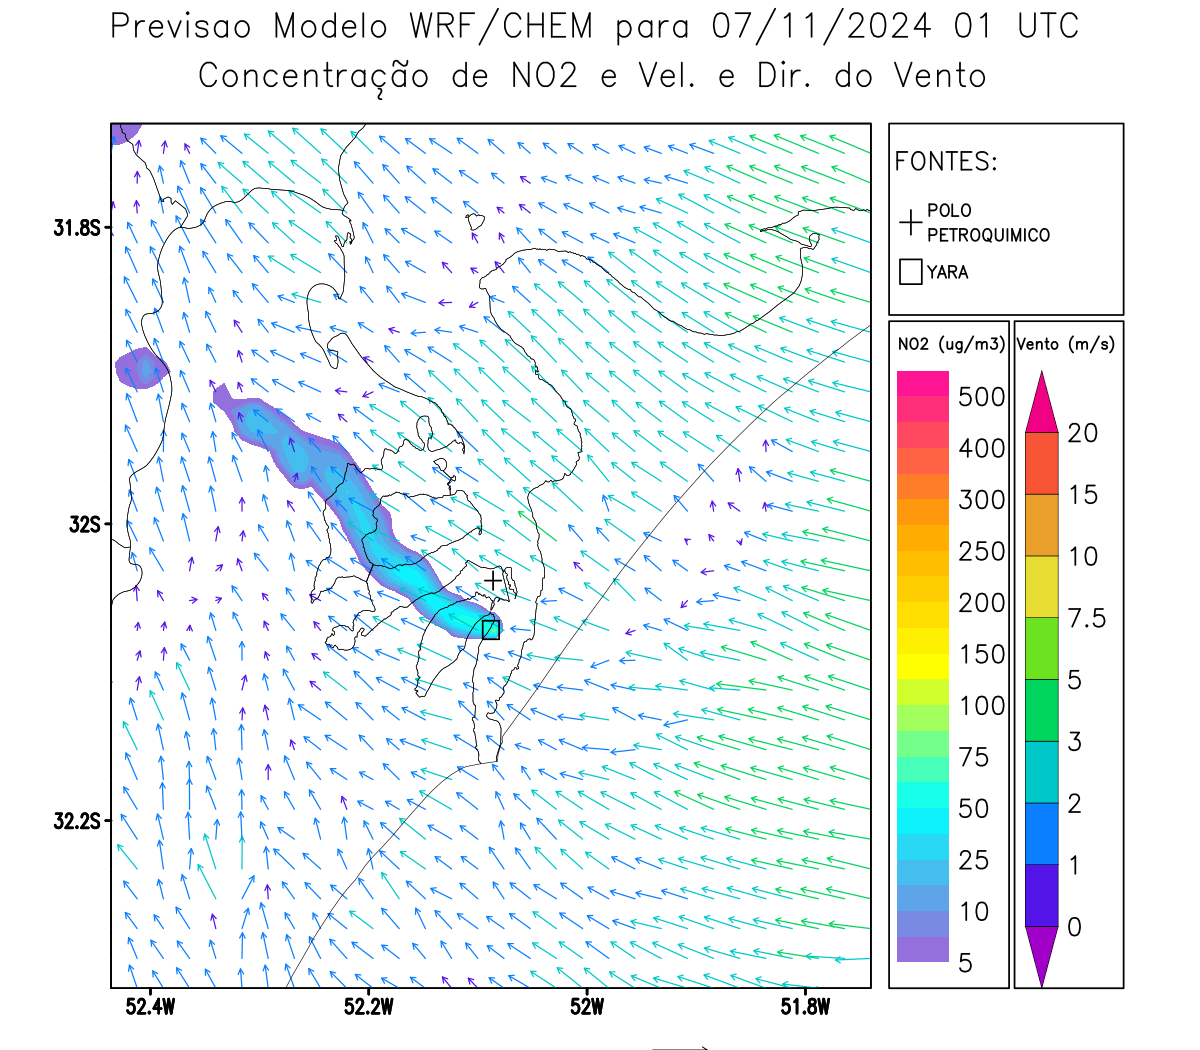 Previsao Modelo WRF/CHEM para 07/11/2024 01 UTC
Concentração de NO2 e Vel. e Dir. do Vento
FONTES:
POLO
PETROQUIMICO
YARA
NO2 (ug/m3)
500
400
300
250
200
150
100
75
50
25
10
5
Vento (m/s)
20
15
10
7.5
5
3
2
1
0
31.8S
32S
32.2S
52.4W
52.2W
52W
51.8W